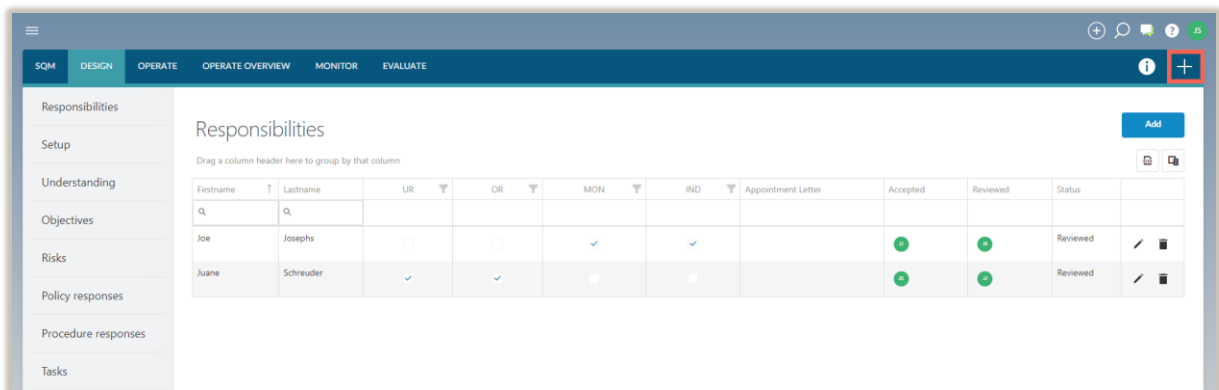 JS
SQM DESIGN OPERATE OPERATE OVERVIEW MONITOR EVALUATE
Responsibilities
Setup
Understanding
Objectives
Risks
Policy responses
Procedure responses
Tasks
Responsibilities
Add
Drag a column header here to group by that column
Firstname Lastname UR OR MON IND Appointment Letter Accepted Reviewed Status
Joe Josephs Reviewed
Juane Schreuder Reviewed